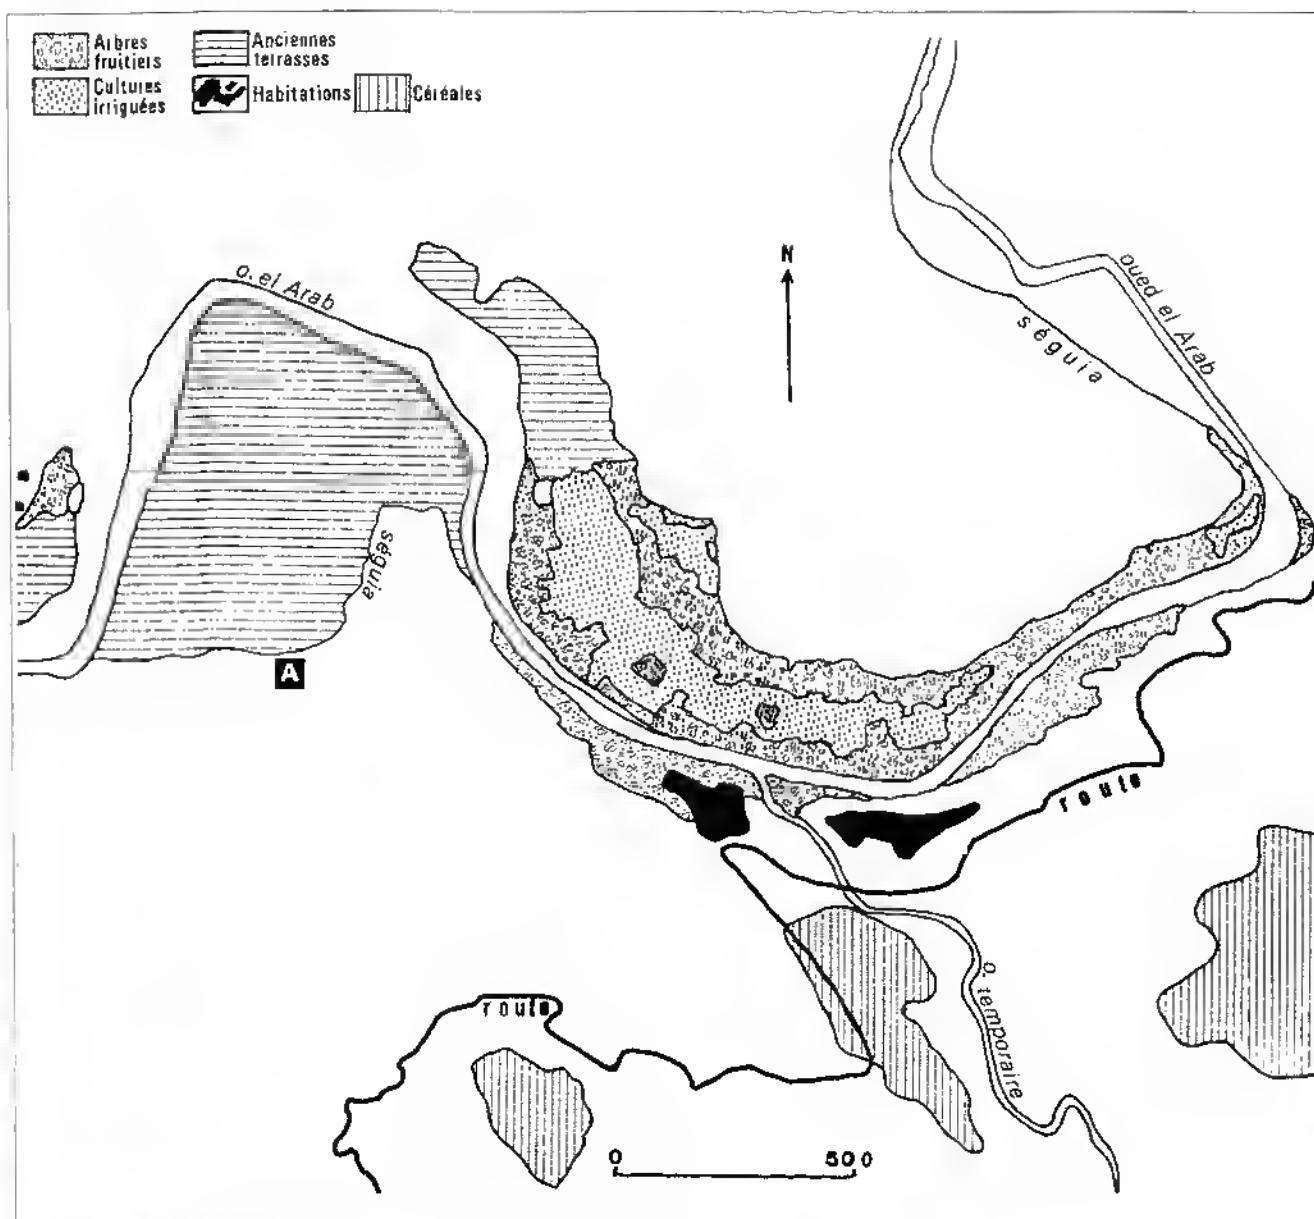 Arbres
fruitiers
Anciennes
terrasses
Cultures
irriguées
Habitations
Céréales
N
o. el Arab
oued el Arab
séguia
séguia
A
route
route
o. temporaire
0 500